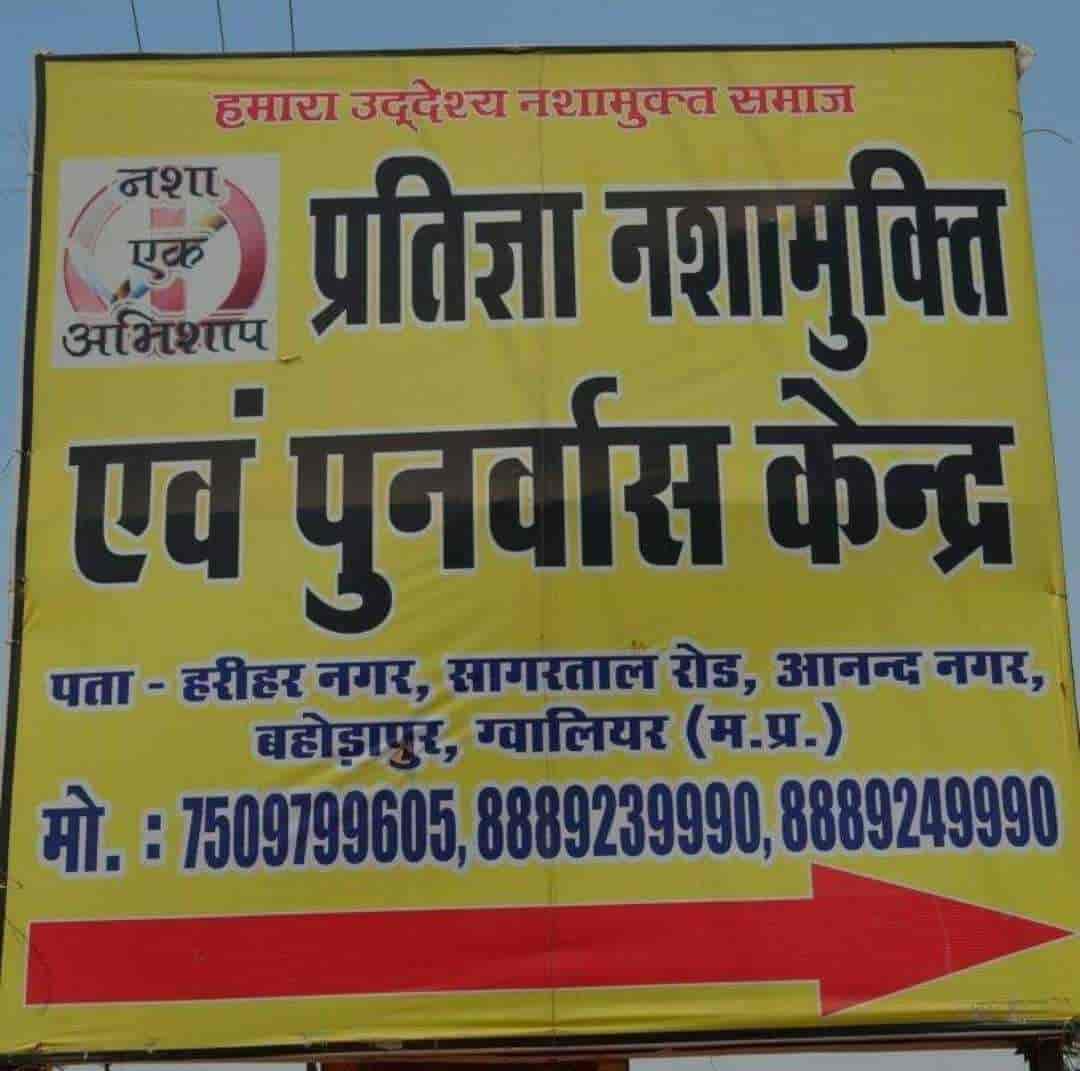 हमारा उद्देश्य नशामुक्त समाज
नशा
एक
अभिशाप
प्रतिज्ञा नशामुक्ति
एवं पुनर्वास केन्द्र
पता - हरीहर नगर, सागरताल रोड, आनन्द नगर,
बहोड़ापुर, ग्वालियर (म.प्र.)
मो. : 7509799605, 8889239990, 8889249990